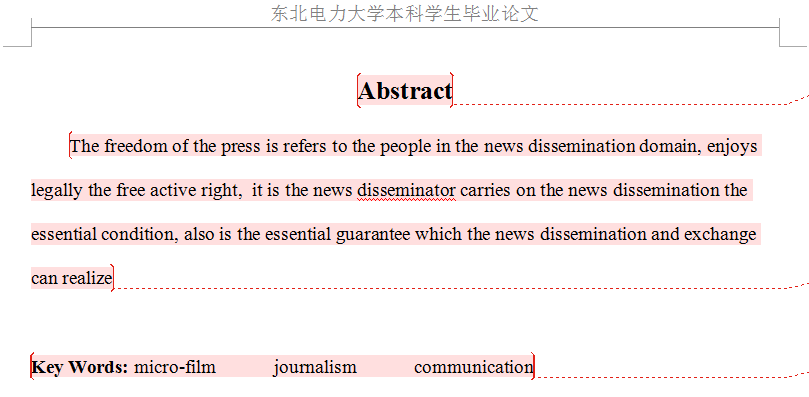 东北电力大学本科学生毕业论文
Abstract
The freedom of the press is refers to the people in the news dissemination domain, enjoys
legally the free active right, it is the news disseminator carries on the news dissemination the
essential condition, also is the essential guarantee which the news dissemination and exchange
can realize
Key Words: micro-film journalism communication